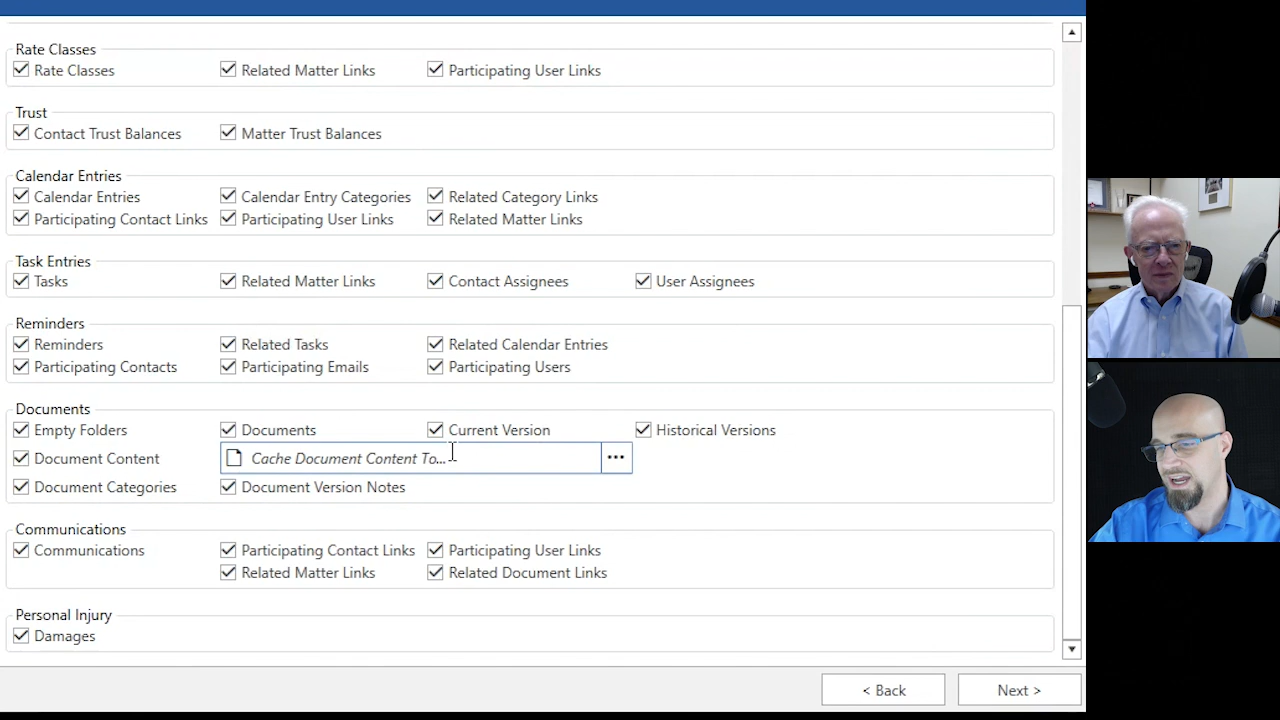 Rate Classes
Rate Classes Related Matter Links Participating User Links
Trust
Contact Trust Balances Matter Trust Balances
Calendar Entries
Calendar Entries Calendar Entry Categories Related Category Links
Participating Contact Links Participating User Links Related Matter Links
Task Entries
Tasks Related Matter Links Contact Assignees User Assignees
Reminders
Reminders Related Tasks Related Calendar Entries
Participating Contacts Participating Emails Participating Users
Documents
Empty Folders Documents Current Version Historical Versions
Document Content Cache Document Content To... •••
Document Categories Document Version Notes
Communications
Communications Participating Contact Links Participating User Links
Related Matter Links Related Document Links
Personal Injury
Damages
< Back Next >